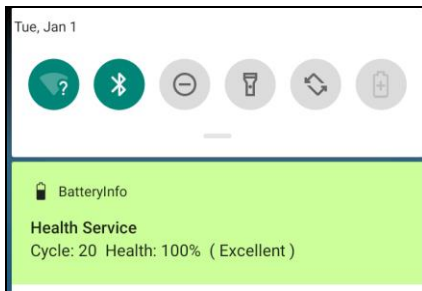 Tue, Jan 1
?
BatteryInfo
Health Service
Cycle: 20 Health: 100% ( Excellent )